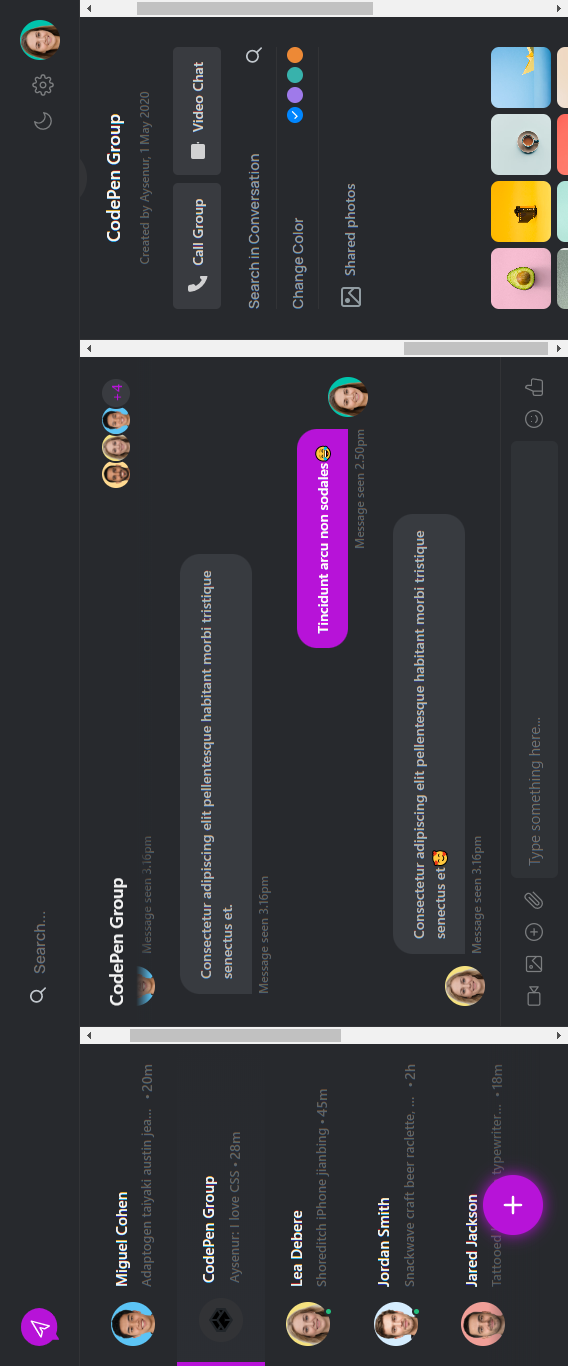 Search...
Miguel Cohen
Adaptogen taiyaki austin jea... • 20m
CodePen Group
Aysenur: I love CSS • 28m
Lea Debere
Shoreditch iPhone jianbing • 45m
Jordan Smith
Snackwave craft beer raclette, ... • 2h
Jared Jackson
Tattooed typewriter... • 18m
CodePen Group
+4
Message seen 3.16pm
Consectetur adipiscing elit pellentesque habitant morbi tristique
senectus et.
Message seen 3.16pm
Tincidunt arcu non sodales😂
Message seen 2.50pm
Consectetur adipiscing elit pellentesque habitant morbi tristique
senectus et🥰
Message seen 3.16pm
Type something here...
CodePen Group
Created by Aysenur, 1 May 2020
Call Group
Video Chat
Search in Conversation
Change Color
Shared photos